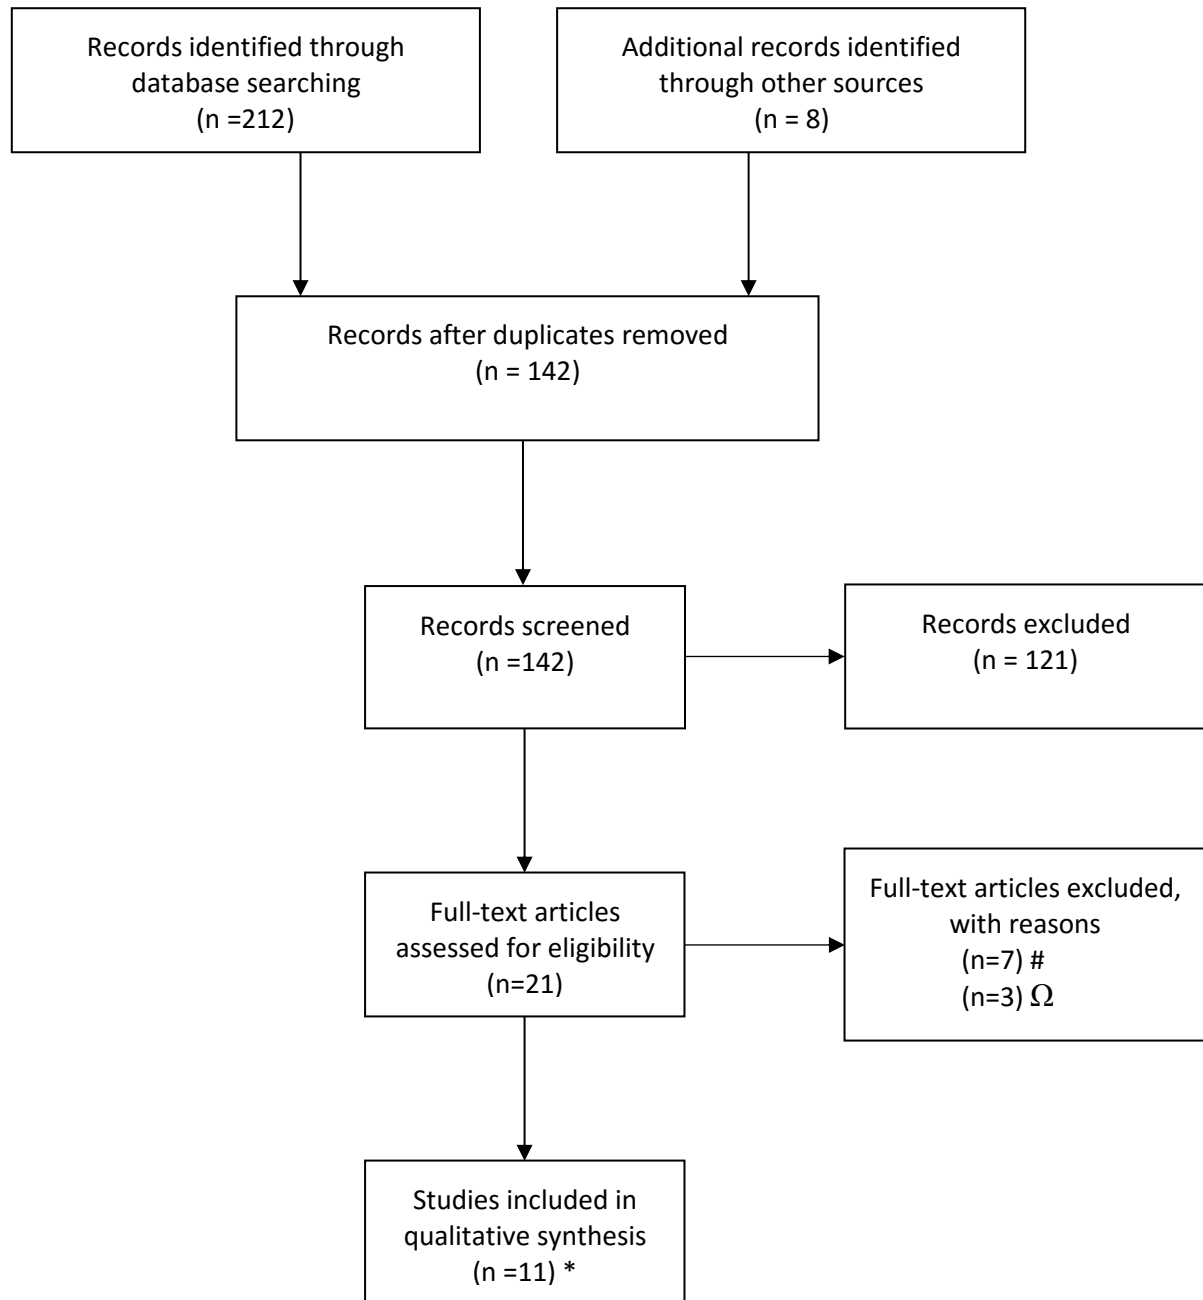 Records identified through
database searching
(n =212)
Additional records identified
through other sources
(n = 8)
Records after duplicates removed
(n = 142)
Records screened
(n =142)
Records excluded
(n = 121)
Full-text articles
assessed for eligibility
(n=21)
Full-text articles excluded,
with reasons
(n=7) #
(n=3) Ω
Studies included in
qualitative synthesis
(n =11) *